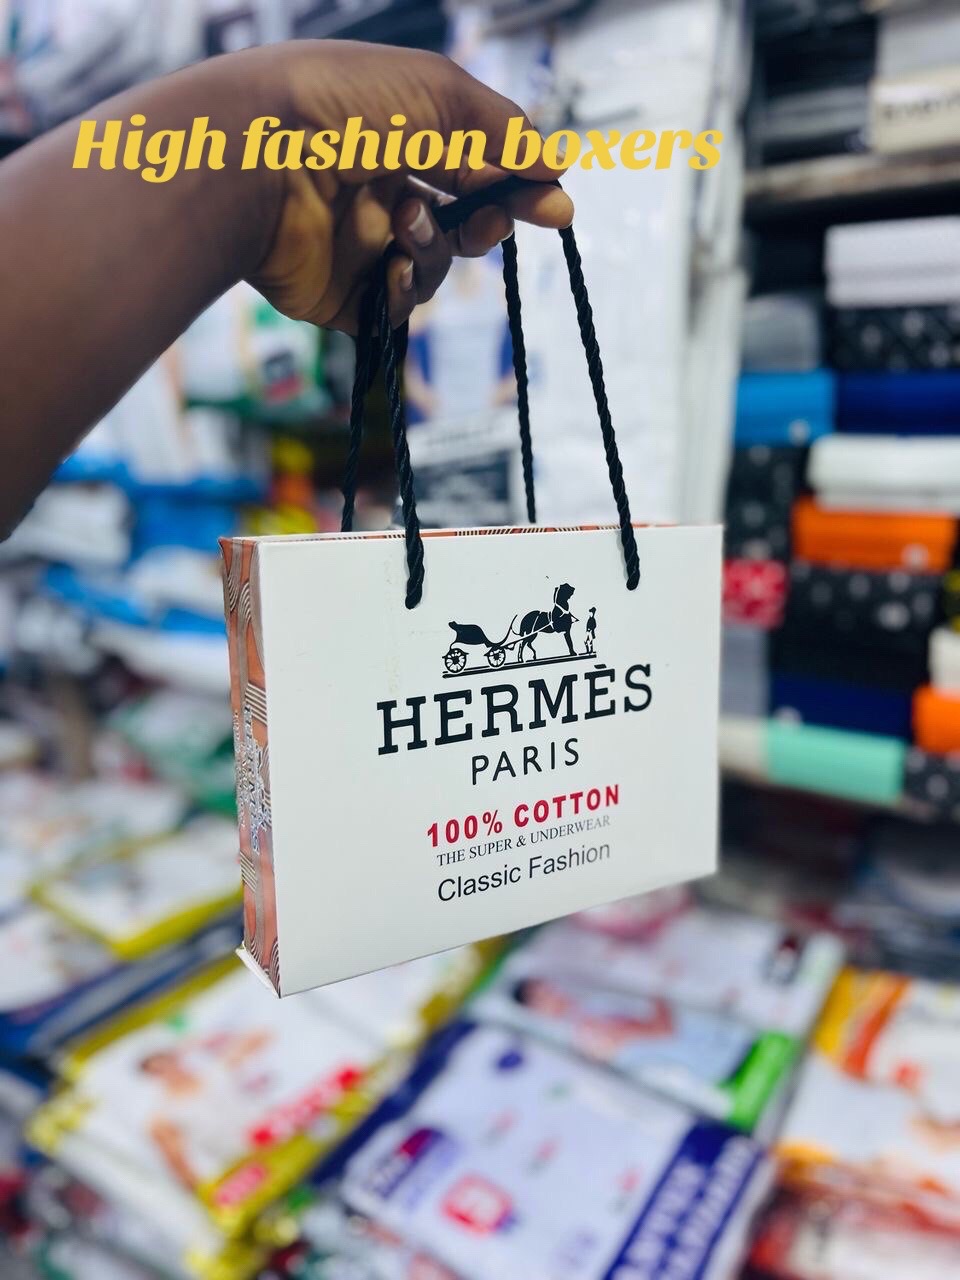 High fashion boxers
HERMÈS
PARIS
100% COTTON
THE SUPER & UNDERWEAR
Classic Fashion